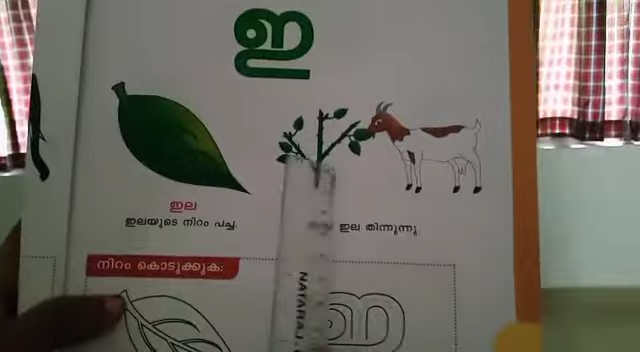 ഇ
ഇല
ഇലയുടെ നിറം പച്ച
ഇല തിന്നുന്നു
നിറം കൊടുക്കുക:
NATARAJ
ഇ